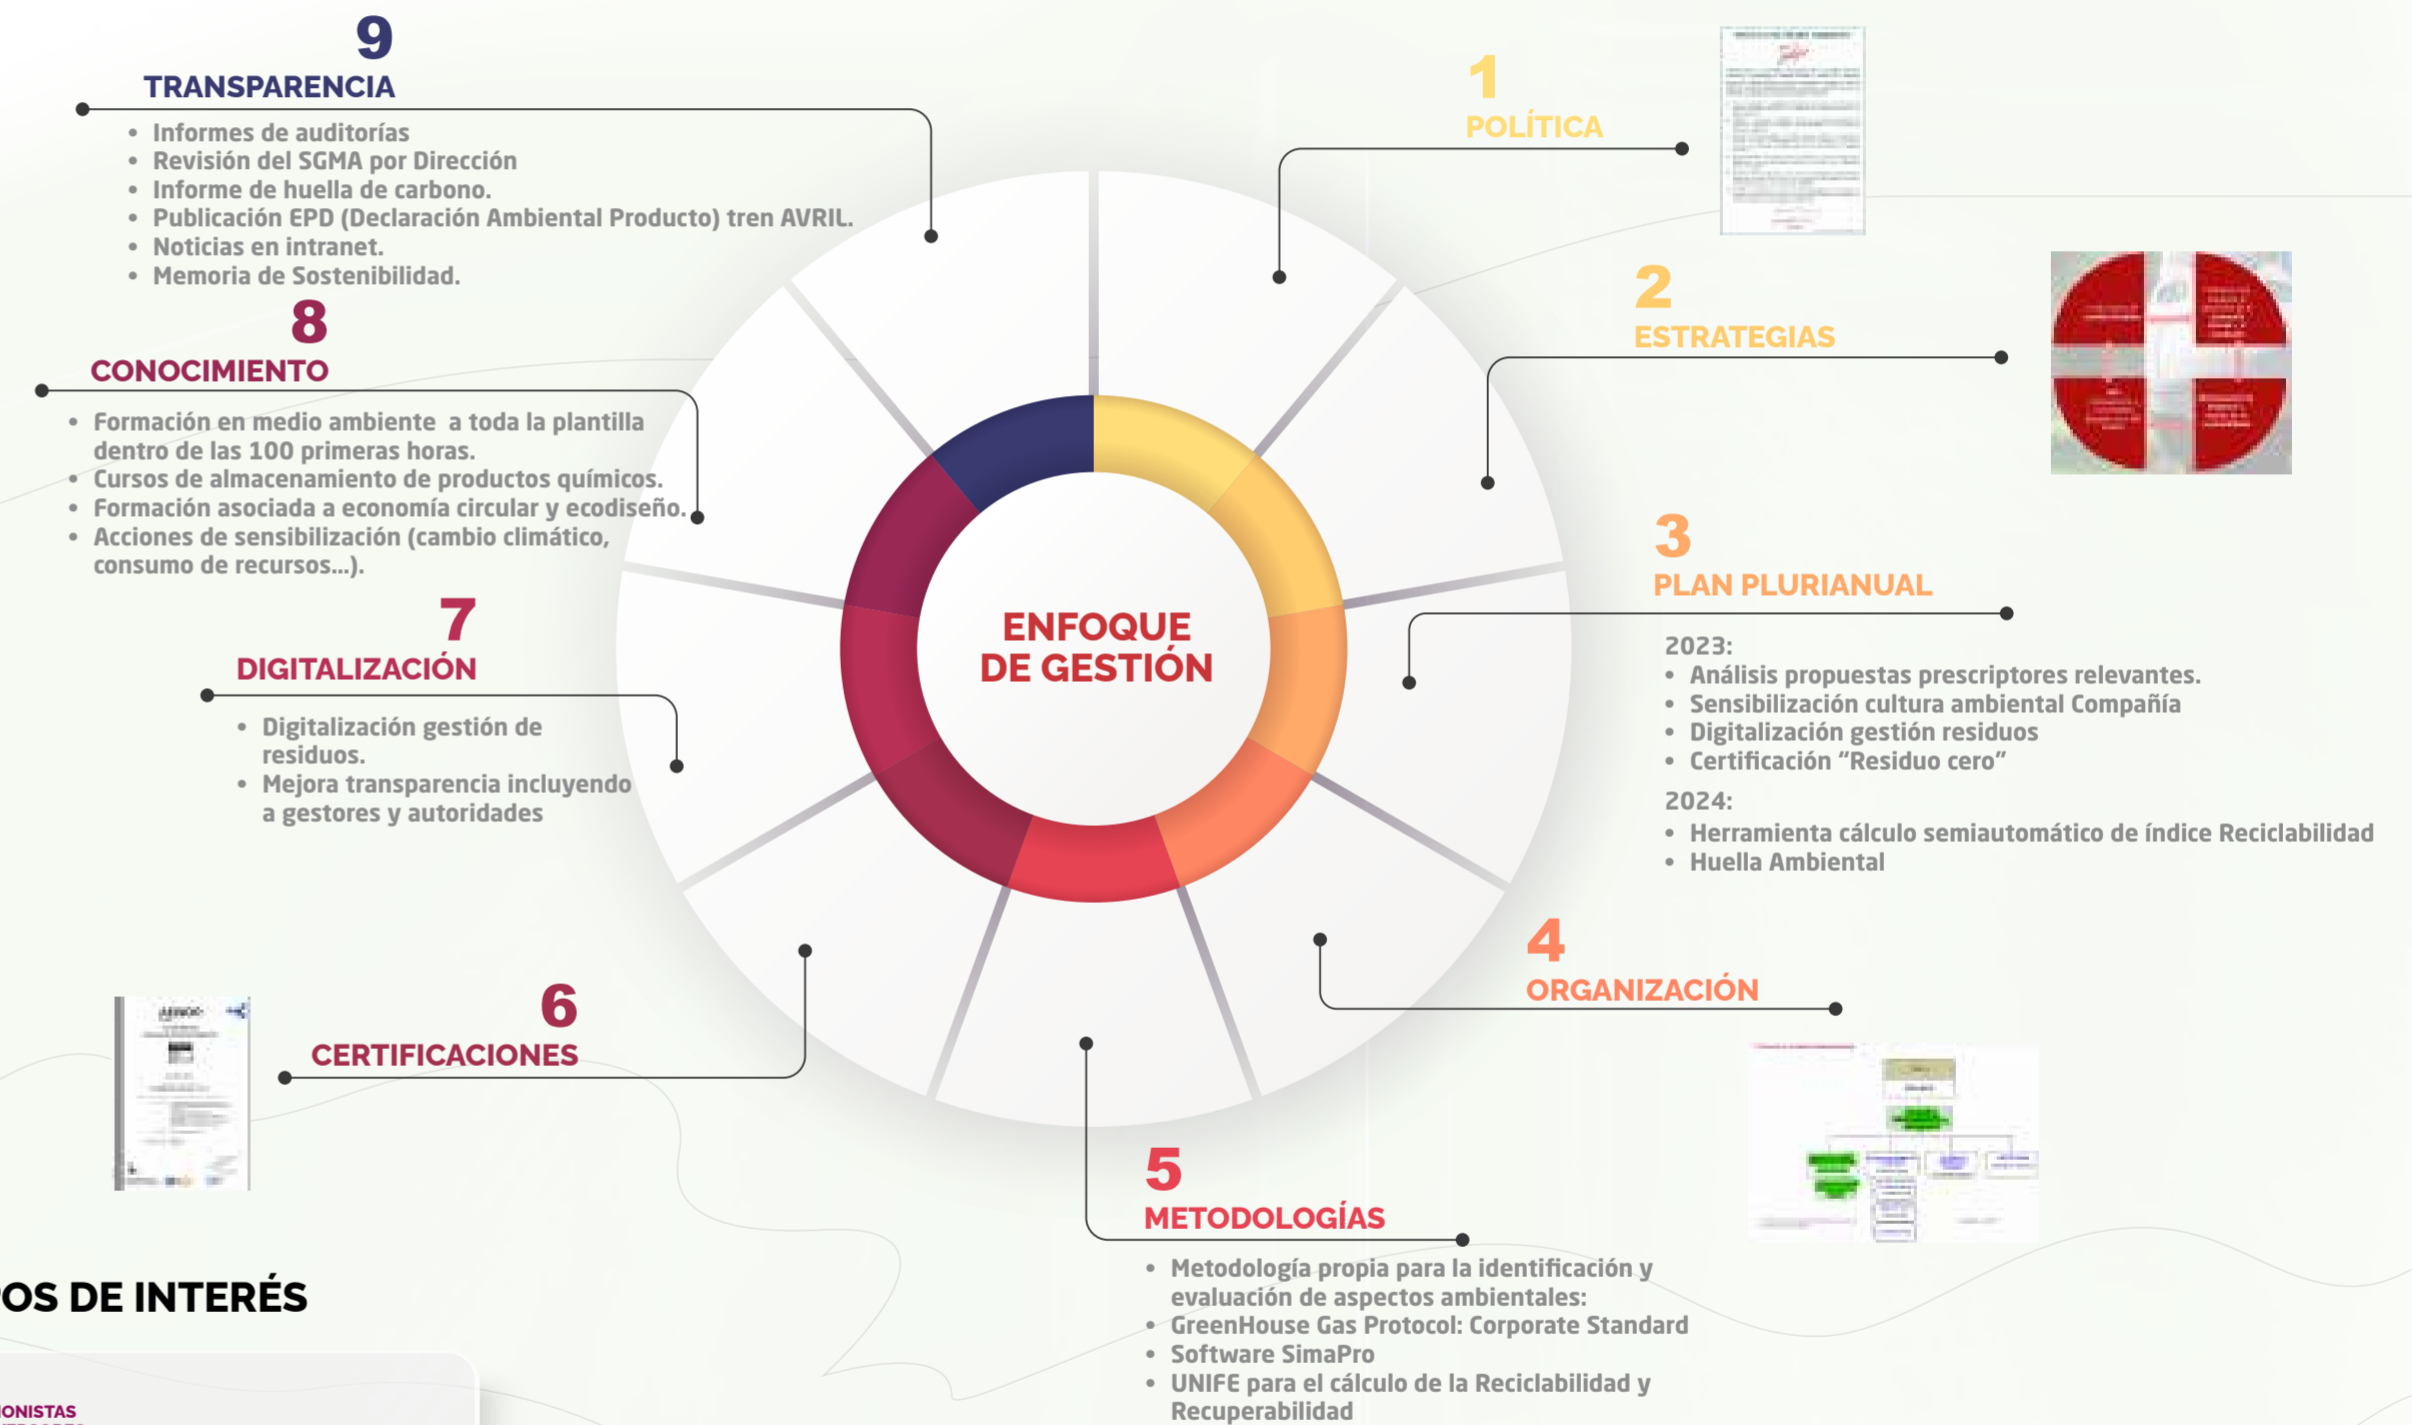 9
TRANSPARENCIA
• Informes de auditorías
• Revisión del SGMA por Dirección
• Informe de huella de carbono.
• Publicación EPD (Declaración Ambiental Producto) tren AVRIL.
• Noticias en intranet.
• Memoria de Sostenibilidad.
8
CONOCIMIENTO
• Formación en medio ambiente a toda la plantilla
dentro de las 100 primeras horas.
• Cursos de almacenamiento de productos químicos.
• Formación asociada a economía circular y ecodiseño.
• Acciones de sensibilización (cambio climático,
consumo de recursos...).
7
DIGITALIZACIÓN
• Digitalización gestión de
residuos.
• Mejora transparencia incluyendo
a gestores y autoridades
6
CERTIFICACIONES
ENFOQUE
DE GESTIÓN
1
POLÍTICA
2
ESTRATEGIAS
3
PLAN PLURIANUAL
2023:
• Análisis propuestas prescriptores relevantes.
• Sensibilización cultura ambiental Compañía
• Digitalización gestión residuos
• Certificación “Residuo cero”
2024:
• Herramienta cálculo semiautomático de índice Reciclabilidad
• Huella Ambiental
4
ORGANIZACIÓN
5
METODOLOGÍAS
• Metodología propia para la identificación y
evaluación de aspectos ambientales:
• GreenHouse Gas Protocol: Corporate Standard
• Software SimaPro
• UNIFE para el cálculo de la Reciclabilidad y
Recuperabilidad
OS DE INTERÉS
IONISTAS